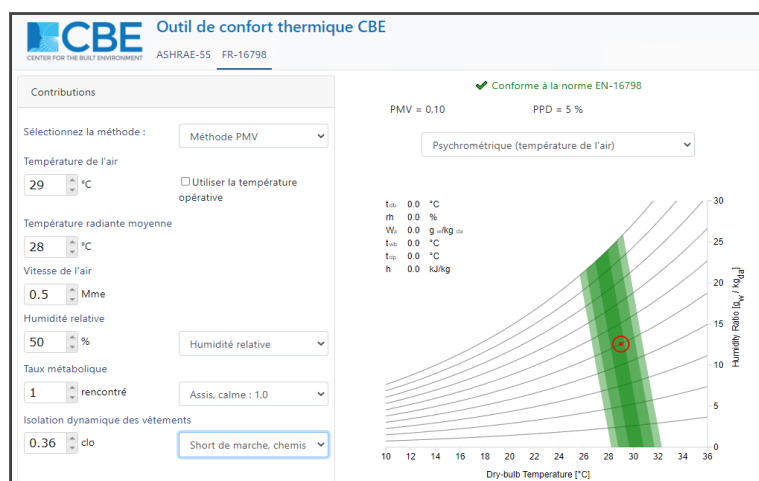 CBE
CENTER FOR THE BUILT ENVIRONMENT
Outil de confort thermique CBE
ASHRAE-55 FR-16798
Contributions
Sélectionnez la méthode :
Méthode PMV
Température de l'air
29 °C
Utiliser la température
opérative
Température radiante moyenne
28 °C
Vitesse de l'air
0.5 Mme
Humidité relative
50 %
Humidité relative
Taux métabolique
1 rencontré
Assis, calme : 1.0
Isolation dynamique des vêtements
0.36 clo
Short de marche, chemis
✔ Conforme à la norme EN-16798
PMV = 0,10 PPD = 5 %
Psychrométrique (température de l'air)
tdb 0.0 °C
rh 0.0 %
Wa 0.0 g w/kg da
twb 0.0 °C
tdp 0.0 °C
h 0.0 kJ/kg
30
25
20
15
10
5
0
Humidity Ratio [gw / kgda]
10 12 14 16 18 20 22 24 26 28 30 32 34 36
Dry-bulb Temperature [°C]